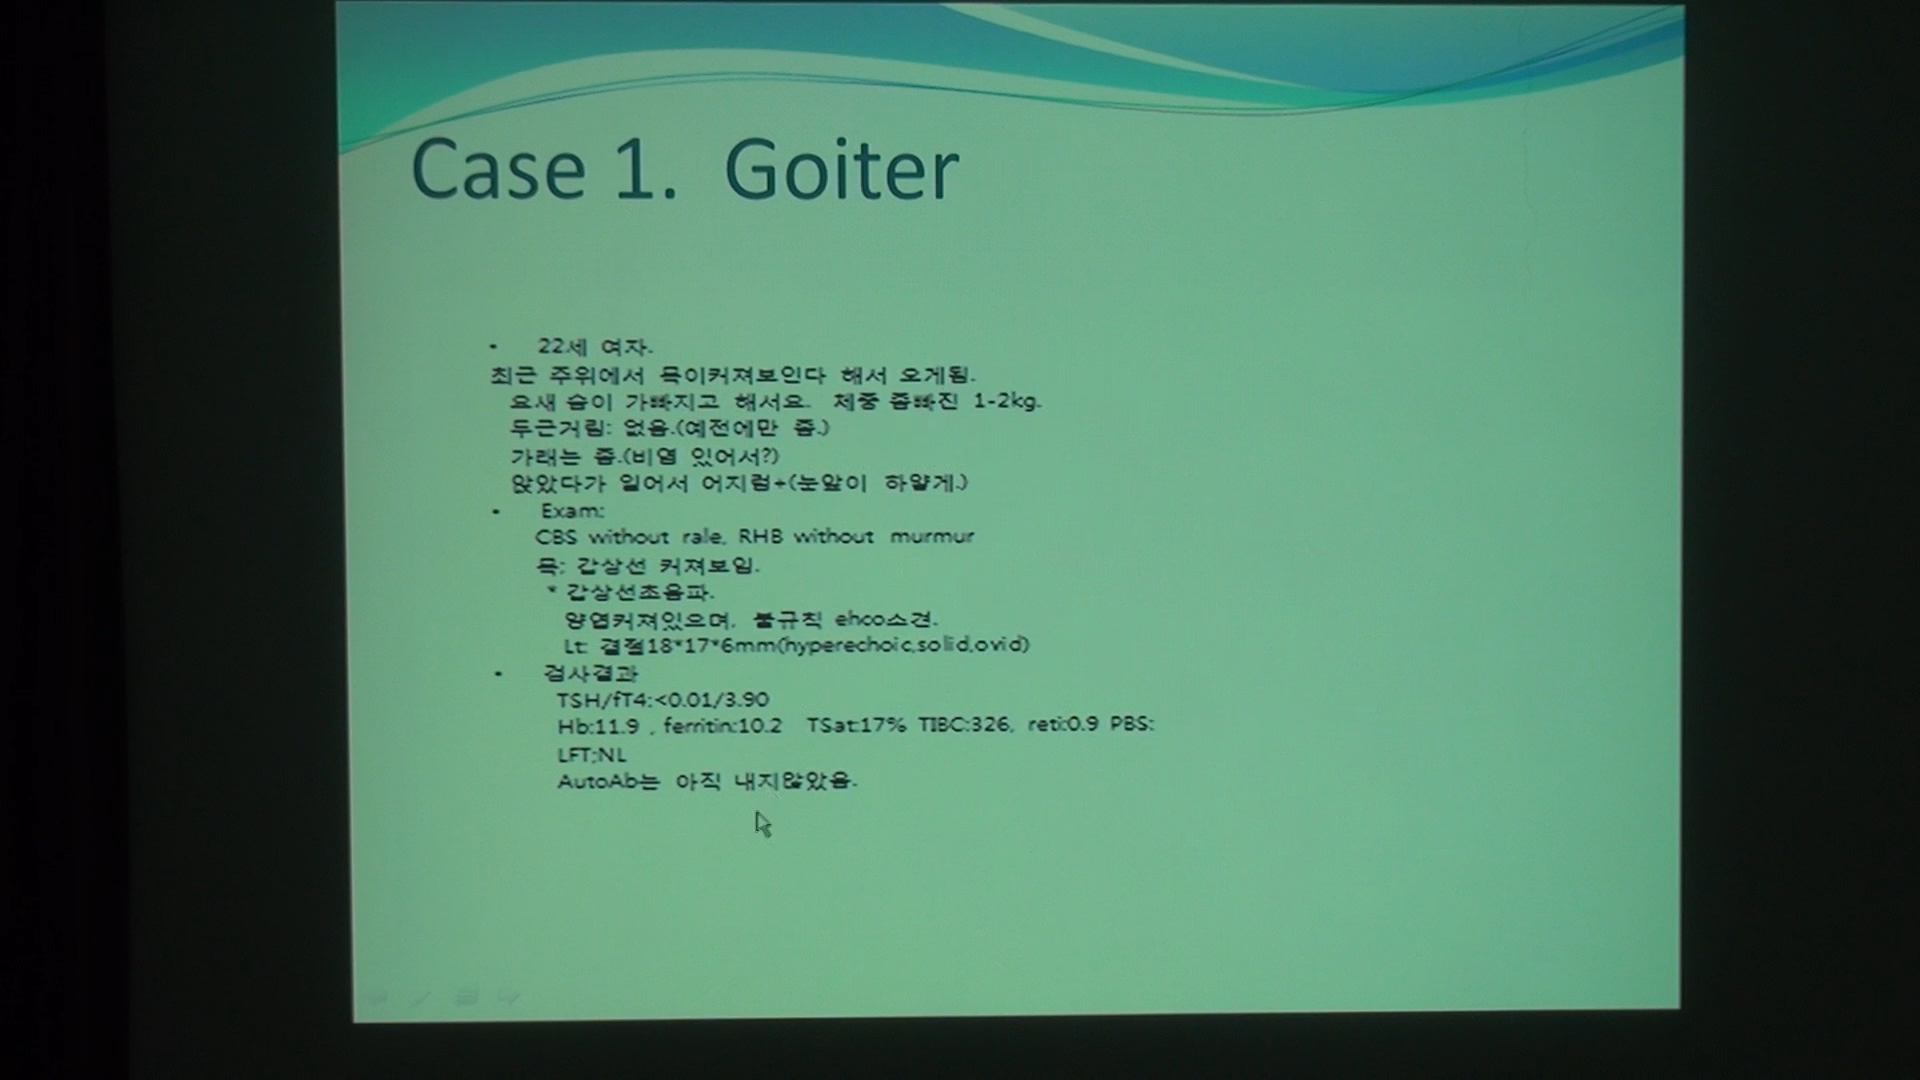 Case 1. Goiter
• 22세 여자.
최근 주위에서 목이커져보인다 해서 오게됨.
요새 숨이 가빠지고 해서요. 체중 좀빠진 1-2kg.
두근거림: 없음.(예전에만 좀.)
가래는 좀.(비염 있어서?)
앉았다가 일어서 어지럼+(눈앞이 하얗게.)
• Exam:
CBS without rale, RHB without murmur
목: 갑상선 커져보임.
* 갑상선초음파.
양엽커져있으며, 불규칙 ehco소견.
Lt: 결절18*17*6mm(hyperechoic,solid,ovid)
• 검사결과
TSH/fT4:<0.01/3.90
Hb:11.9 , ferritin:10.2 TSat:17% TIBC:326, reti:0.9 PBS:
LFT;NL
AutoAb는 아직 내지않았음.